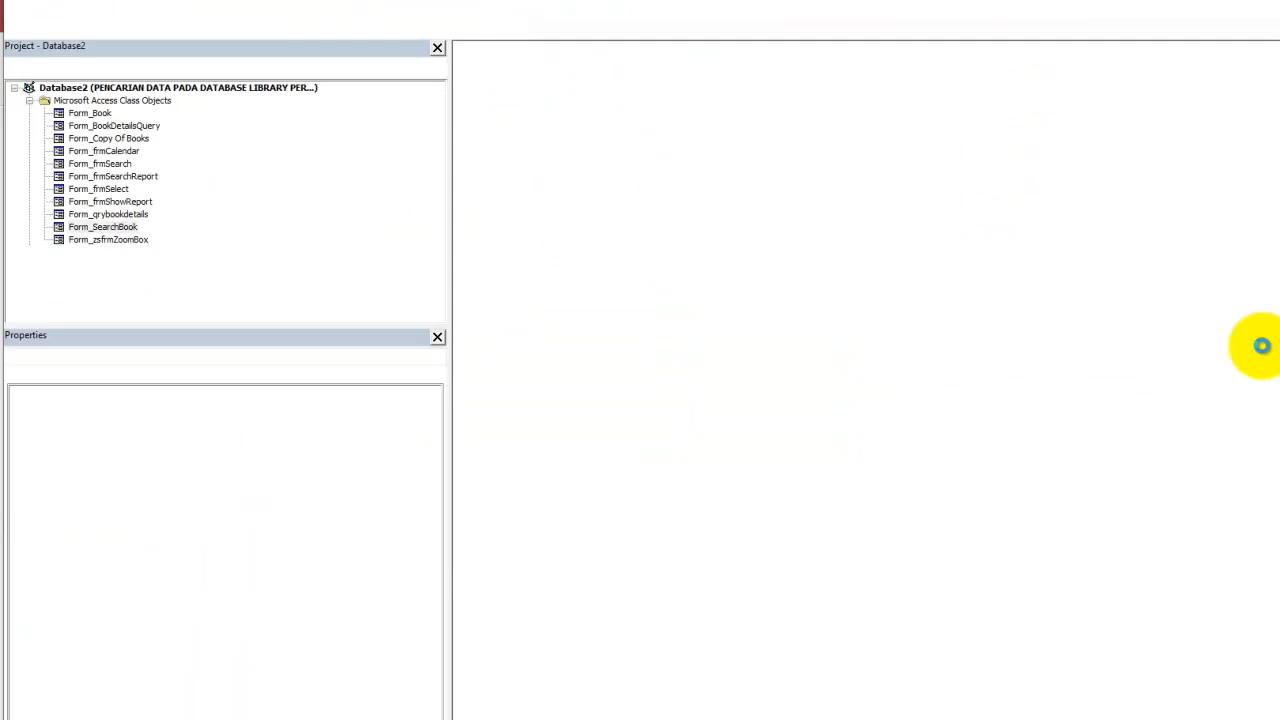 Project - Database2
Database2 (PENCARIAN DATA PADA DATABASE LIBRARY PER...)
Microsoft Access Class Objects
Form_Book
Form_BookDetailsQuery
Form_Copy Of Books
Form_frmCalendar
Form_frmSearch
Form_frmSearchReport
Form_frmSelect
Form_frmShowReport
Form_qrybookdetails
Form_SearchBook
Form_zsfrmZoomBox
Properties